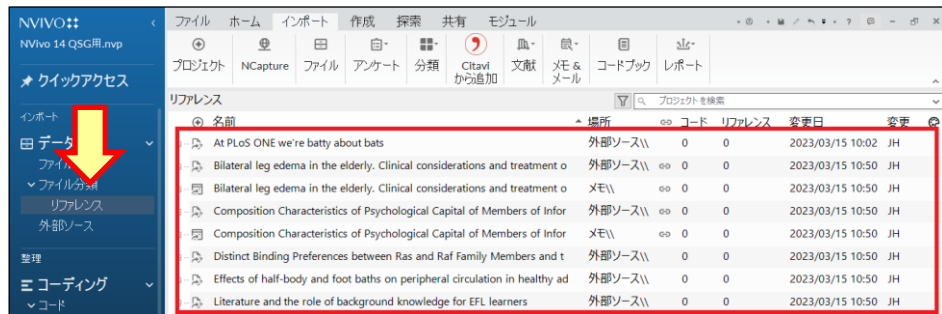 NVIVO
NVivo 14 QSG用.nvp
クイックアクセス
インポート
データ
ファイル分類
リファレンス
外部ソース
整理
コーディング
コード
ファイル ホーム インポート 作成 探索 共有 モジュール
プロジェクト NCapture ファイル アンケート 分類 Citavi から追加 文献 メモ & メール コードブック レポート
リファレンス プロジェクトを検索
名前 場所 コード リファレンス 変更日 変更
At PLoS ONE we're batty about bats 外部ソース\\ 0 0 2023/03/15 10:02 JH
Bilateral leg edema in the elderly. Clinical considerations and treatment o 外部ソース\\ 0 0 2023/03/15 10:50 JH
Bilateral leg edema in the elderly. Clinical considerations and treatment o メモ\\ 0 0 2023/03/15 10:50 JH
Composition Characteristics of Psychological Capital of Members of Infor 外部ソース\\ 0 0 2023/03/15 10:50 JH
Composition Characteristics of Psychological Capital of Members of Infor メモ\\ 0 0 2023/03/15 10:50 JH
Distinct Binding Preferences between Ras and Raf Family Members and t 外部ソース\\ 0 0 2023/03/15 10:50 JH
Effects of half-body and foot baths on peripheral circulation in healthy ad 外部ソース\\ 0 0 2023/03/15 10:50 JH
Literature and the role of background knowledge for EFL learners 外部ソース\\ 0 0 2023/03/15 10:50 JH